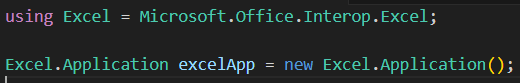 using Excel = Microsoft.Office.Interop.Excel;
Excel.Application excelApp = new Excel.Application();